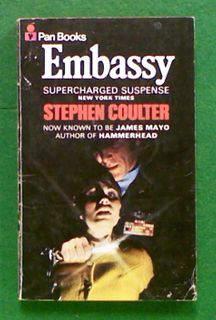 Pan Books
Embassy
SUPERCHARGED SUSPENSE
NEW YORK TIMES
STEPHEN COULTER
NOW KNOWN TO BE JAMES MAYO
AUTHOR OF HAMMERHEAD